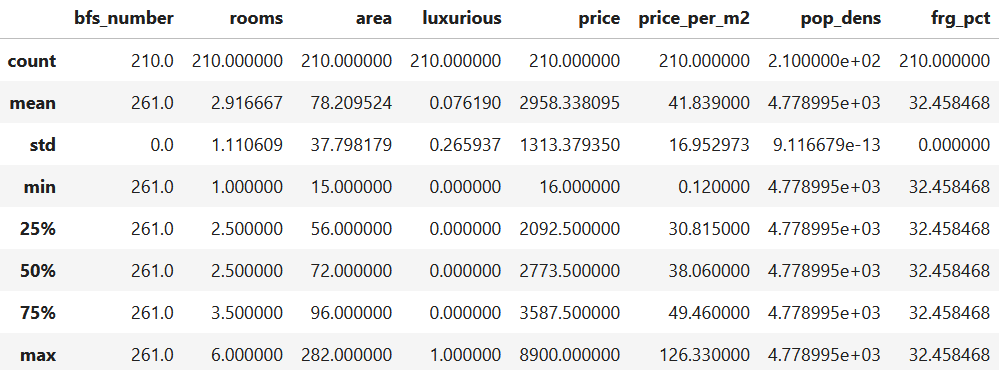 bfs_number rooms area luxurious price price_per_m2 pop_dens frg_pct
count 210.0 210.000000 210.000000 210.000000 210.000000 210.000000 2.100000e+02 210.000000
mean 261.0 2.916667 78.209524 0.076190 2958.338095 41.839000 4.778995e+03 32.458468
std 0.0 1.110609 37.798179 0.265937 1313.379350 16.952973 9.116679e-13 0.000000
min 261.0 1.000000 15.000000 0.000000 16.000000 0.120000 4.778995e+03 32.458468
25% 261.0 2.500000 56.000000 0.000000 2092.500000 30.815000 4.778995e+03 32.458468
50% 261.0 2.500000 72.000000 0.000000 2773.500000 38.060000 4.778995e+03 32.458468
75% 261.0 3.500000 96.000000 0.000000 3587.500000 49.460000 4.778995e+03 32.458468
max 261.0 6.000000 282.000000 1.000000 8900.000000 126.330000 4.778995e+03 32.458468